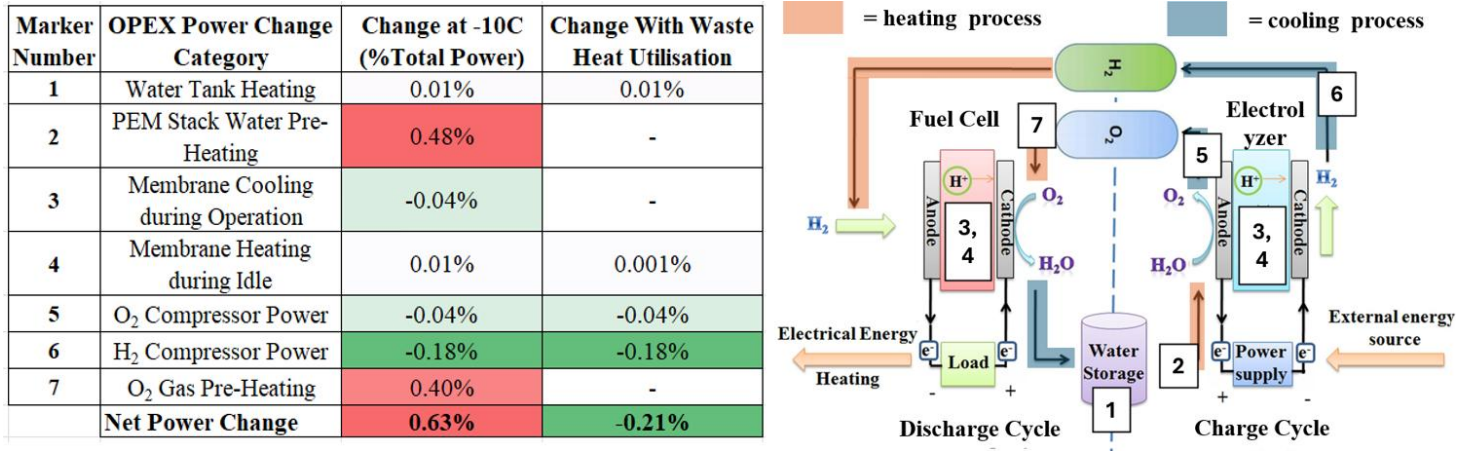 Marker Number OPEX Power Change Category Change at -10C (%Total Power) Change With Waste Heat Utilisation
1 Water Tank Heating 0.01% 0.01%
2 PEM Stack Water Pre-Heating 0.48% -
3 Membrane Cooling during Operation -0.04% -
4 Membrane Heating during Idle 0.01% 0.001%
5 O₂ Compressor Power -0.04% -0.04%
6 H₂ Compressor Power -0.18% -0.18%
7 O₂ Gas Pre-Heating 0.40% -
Net Power Change 0.63% -0.21%
= heating process
= cooling process
H₂
O₂
6
Fuel Cell
7
Electrol
yzer
5
H⁺
H⁺
H₂
O₂
O₂
Anode
Cathode
Anode
Cathode
3,
4
3,
4
H₂
H₂O
H₂O
Electrical Energy
Heating
e⁻
Load
e⁻
-
+
Water
Storage
1
2
e⁻
Power
supply
e⁻
+
-
External energy
source
Discharge Cycle
Charge Cycle